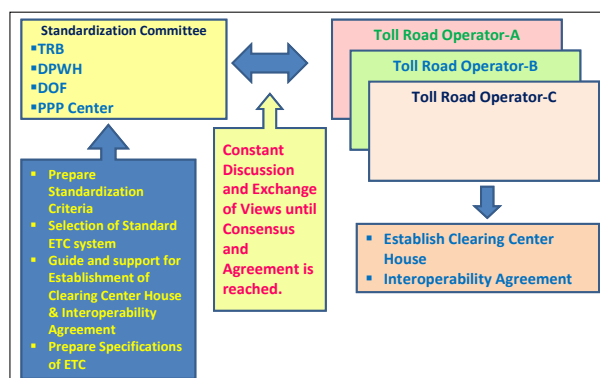 Standardization Committee
▪TRB
▪DPWH
▪DOF
▪PPP Center
Toll Road Operator-A
Toll Road Operator-B
Toll Road Operator-C
Constant
Discussion
and Exchange
of Views until
Consensus
and
Agreement is
reached.
▪ Prepare
Standardization
Criteria
▪ Selection of Standard
ETC system
▪ Guide and support for
Establishment of
Clearing Center House
& Interoperability
Agreement
▪ Prepare Specifications
of ETC
▪ Establish Clearing Center
House
▪ Interoperability Agreement